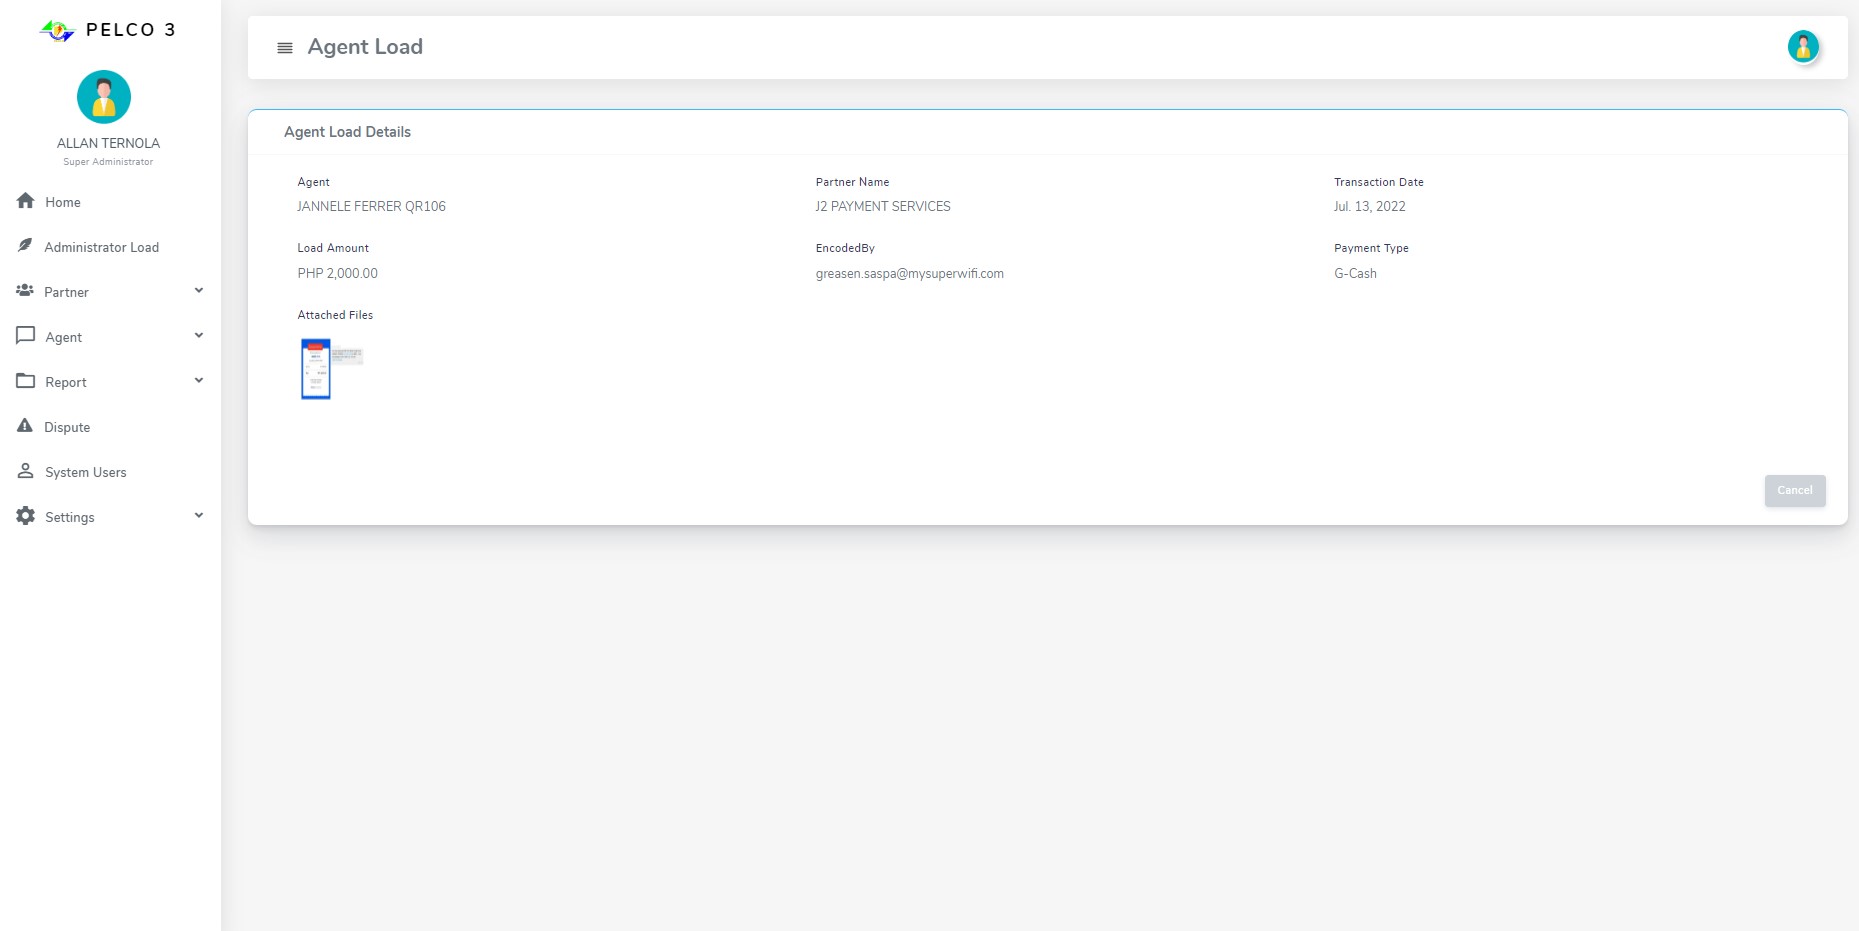 PELCO 3
ALLAN TERNOLA
Super Administrator
Home
Administrator Load
Partner
Agent
Report
Dispute
System Users
Settings
Agent Load
Agent Load Details
Agent
JANNELE FERRER QR106
Partner Name
J2 PAYMENT SERVICES
Transaction Date
Jul. 13, 2022
Load Amount
PHP 2,000.00
EncodedBy
greasen.saspa@mysuperwifi.com
Payment Type
G-Cash
Attached Files
Cancel